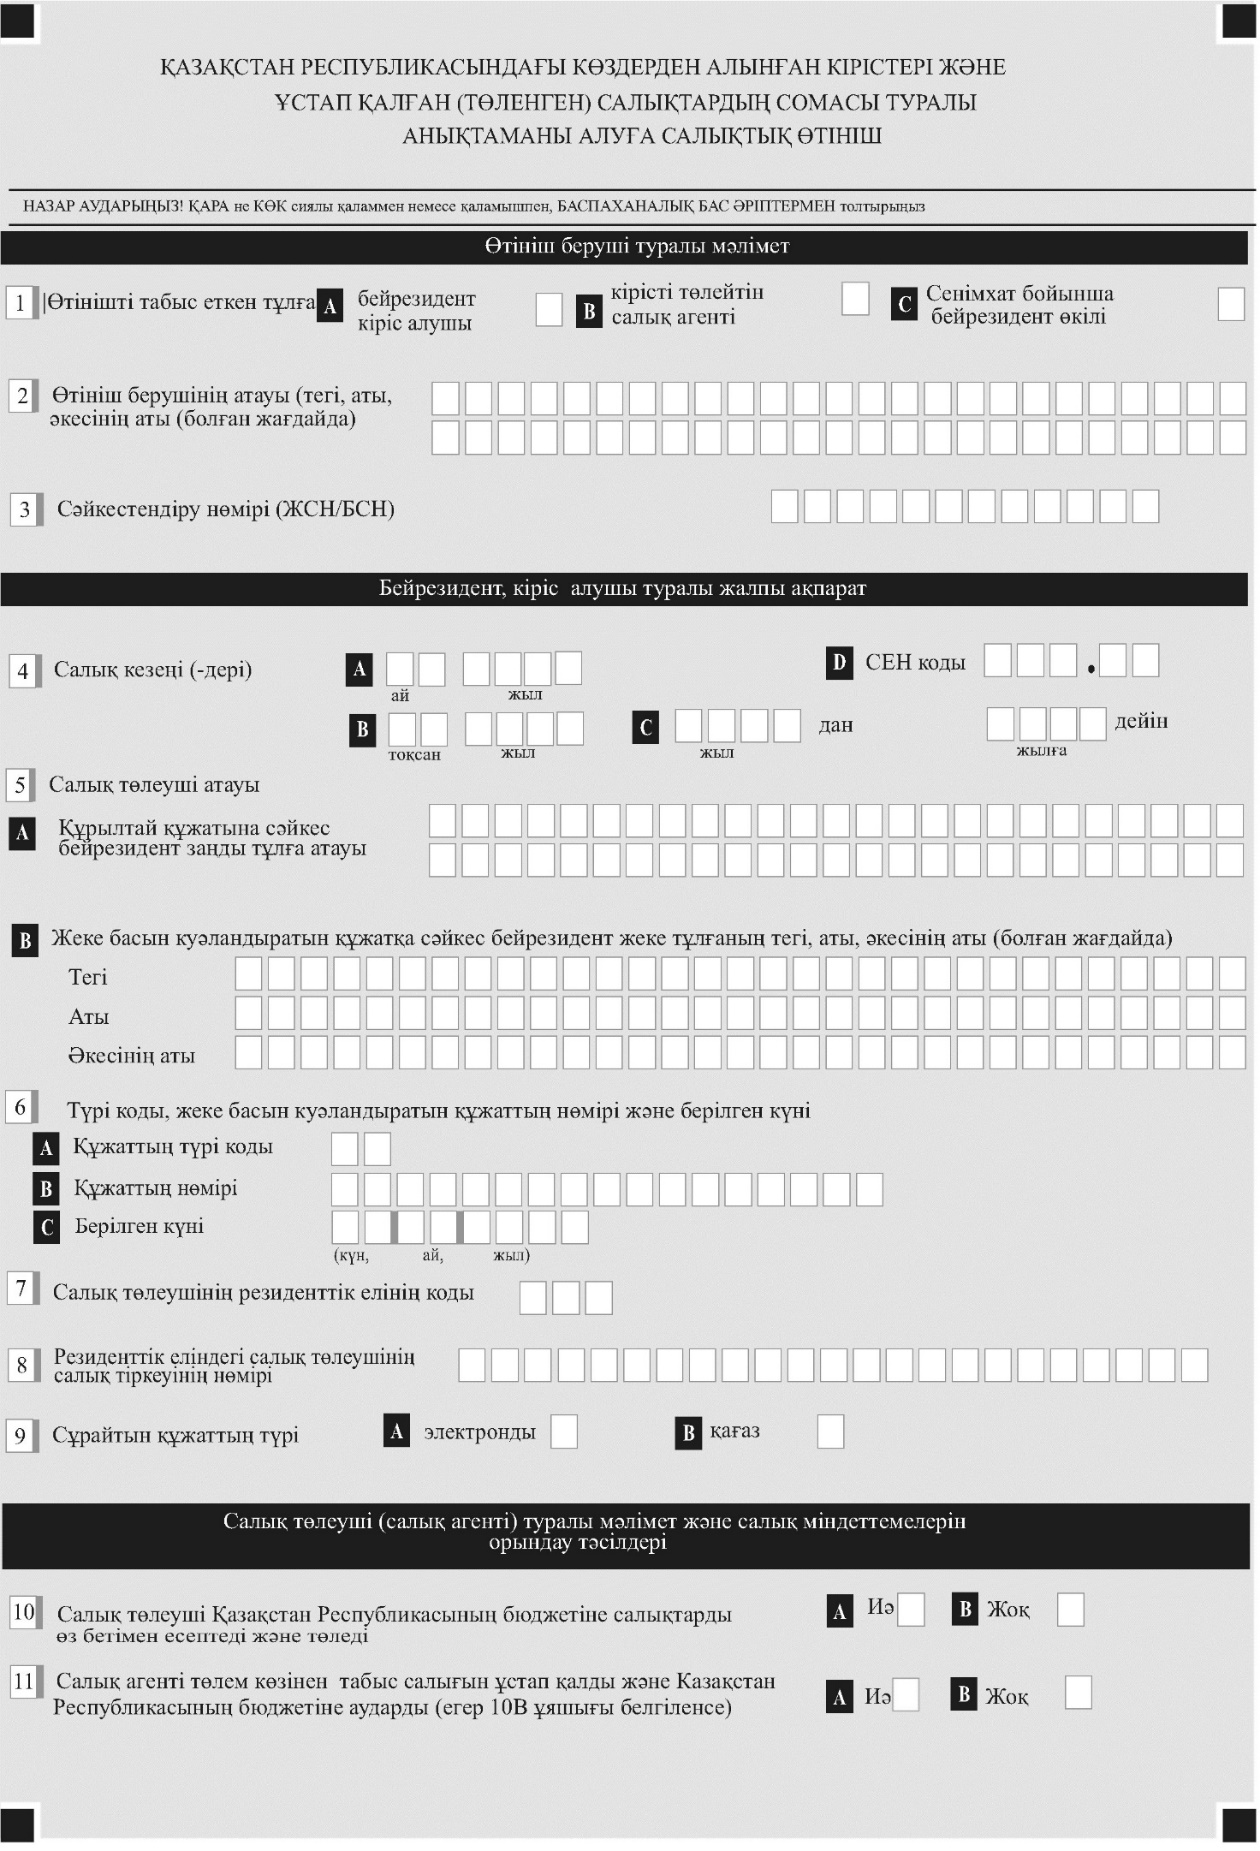 ҚАЗАҚСТАН РЕСПУБЛИКАСЫНДАҒЫ КӨЗДЕРДЕН АЛЫНҒАН КІРІСТЕРІ ЖӘНЕ
ҰСТАП ҚАЛҒАН (ТӨЛЕНГЕН) САЛЫҚТАРДЫҢ СОМАСЫ ТУРАЛЫ
АНЫҚТАМАНЫ АЛУҒА САЛЫҚТЫҚ ӨТІНІШ
НАЗАР АУДАРЫҢЫЗ! ҚАРА не КӨК сиялы қаламмен немесе қаламышпен, БАСПАХАНАЛЫҚ БАС ӘРІПТЕРМЕН толтырыңыз
Өтініш беруші туралы мәлімет
1 |Өтінішті табыс еткен тұлға A бейрезидент B кірісті төлейтін C Сенімхат бойынша
кіріс алушы салық агенті бейрезидент өкілі
2 Өтініш берушінің атауы (тегі, аты,
әкесінің аты (болған жағдайда)
3 Сәйкестендіру нөмірі (ЖСН/БСН)
Бейрезидент, кіріс алушы туралы жалпы ақпарат
4 Салық кезеңі (-дері) A D СЕН коды .
ай жыл
B C дан дейін
тоқсан жыл жыл жылға
5 Салық төлеуші атауы
A Құрылтай құжатына сәйкес
бейрезидент заңды тұлға атауы
B Жеке басын куәландыратын құжатқа сәйкес бейрезидент жеке тұлғаның тегі, аты, әкесінің аты (болған жағдайда)
Тегі
Аты
Әкесінің аты
6 Түрі коды, жеке басын куәландыратын құжаттың нөмірі және берілген күні
A Құжаттың түрі коды
B Құжаттың нөмірі
C Берілген күні
(күн, ай, жыл)
7 Салық төлеушінің резиденттік елінің коды
8 Резиденттік еліндегі салық төлеушінің
салық тіркеуінің нөмірі
9 Сұрайтын құжаттың түрі A электронды B қағаз
Салық төлеуші (салық агенті) туралы мәлімет және салық міндеттемелерін
орындау тәсілдері
10 Салық төлеуші Қазақстан Республикасының бюджетіне салықтарды A Иә B Жоқ
өз бетімен есептеді және төледі
11 Салық агенті төлем көзінен табыс салығын ұстап қалды және Казақстан
Республикасының бюджетіне аударды (егер 10В ұяшығы белгіленсе) A Иә B Жоқ